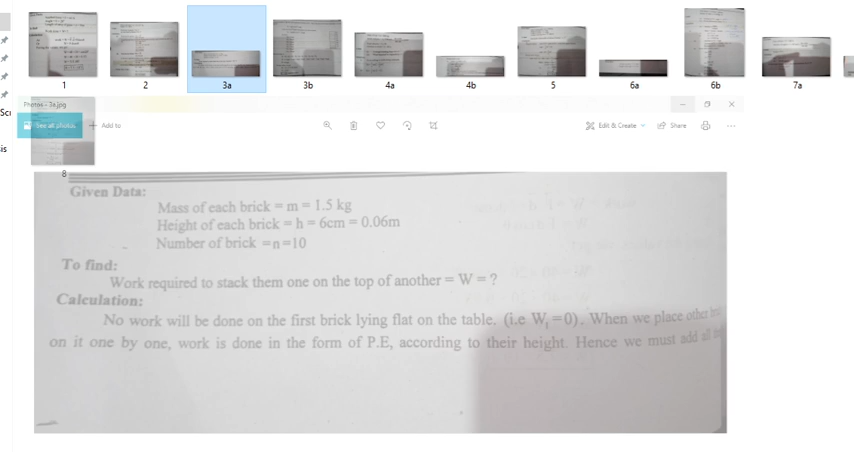 1 2 3a 3b 4a 4b 5 6a 6b 7a
Photos - 3a.jpg
See all photos + Add to Edit & Create Share
Given Data:
Mass of each brick = m = 1.5 kg
Height of each brick = h = 6cm = 0.06m
Number of brick =n=10
To find:
Work required to stack them one on the top of another = W = ?
Calculation:
No work will be done on the first brick lying flat on the table. (i.e W₁=0). When we place other
on it one by one, work is done in the form of P.E, according to their height. Hence we must add all